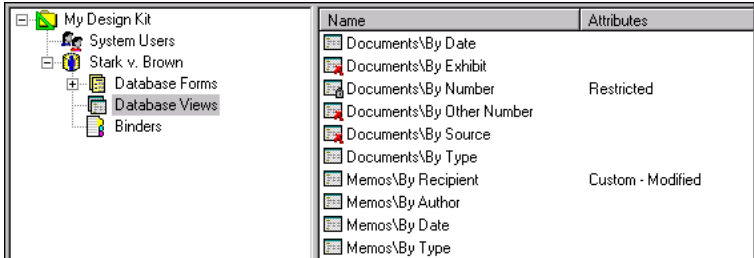 My Design Kit
System Users
Stark v. Brown
Database Forms
Database Views
Binders
Name Attributes
Documents\By Date
Documents\By Exhibit
Documents\By Number Restricted
Documents\By Other Number
Documents\By Source
Documents\By Type
Memos\By Recipient Custom - Modified
Memos\By Author
Memos\By Date
Memos\By Type